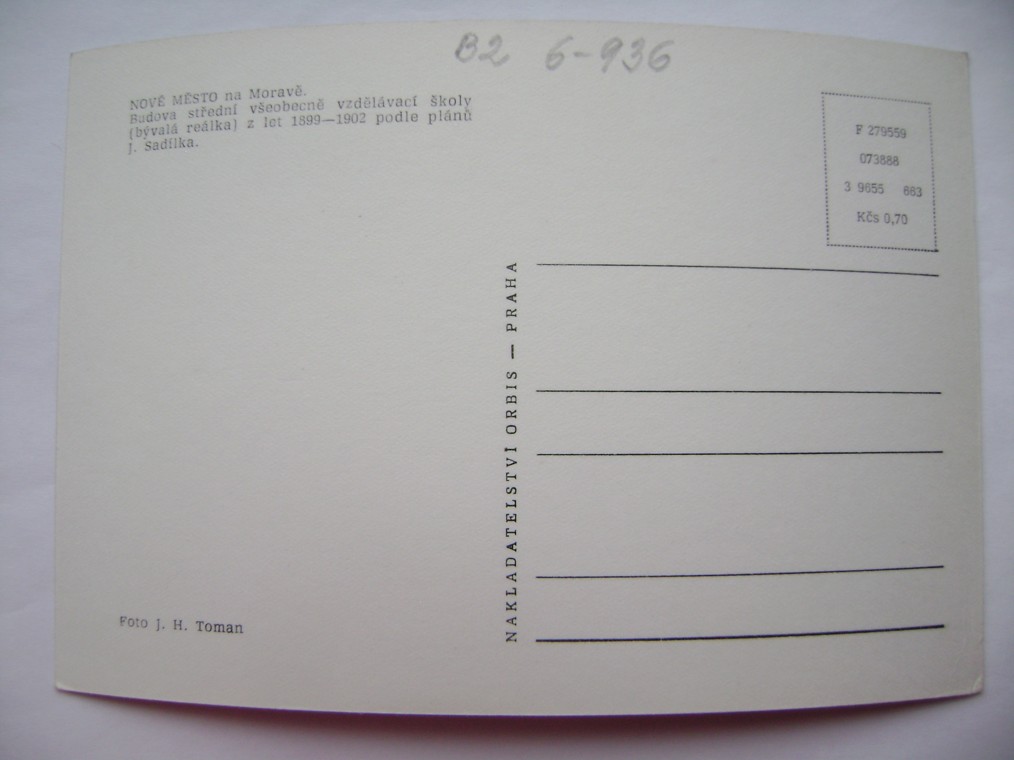 B2 6-936
NOVÉ MĚSTO na Moravě.
Budova střední všeobecně vzdělávací školy
(bývalá reálka) z let 1899—1902 podle plánů
J. Sadílka.
F 279559
073888
3 9655 663
Kčs 0,70
NAKLADATELSTVÍ ORBIS — PRAHA
Foto J. H. Toman